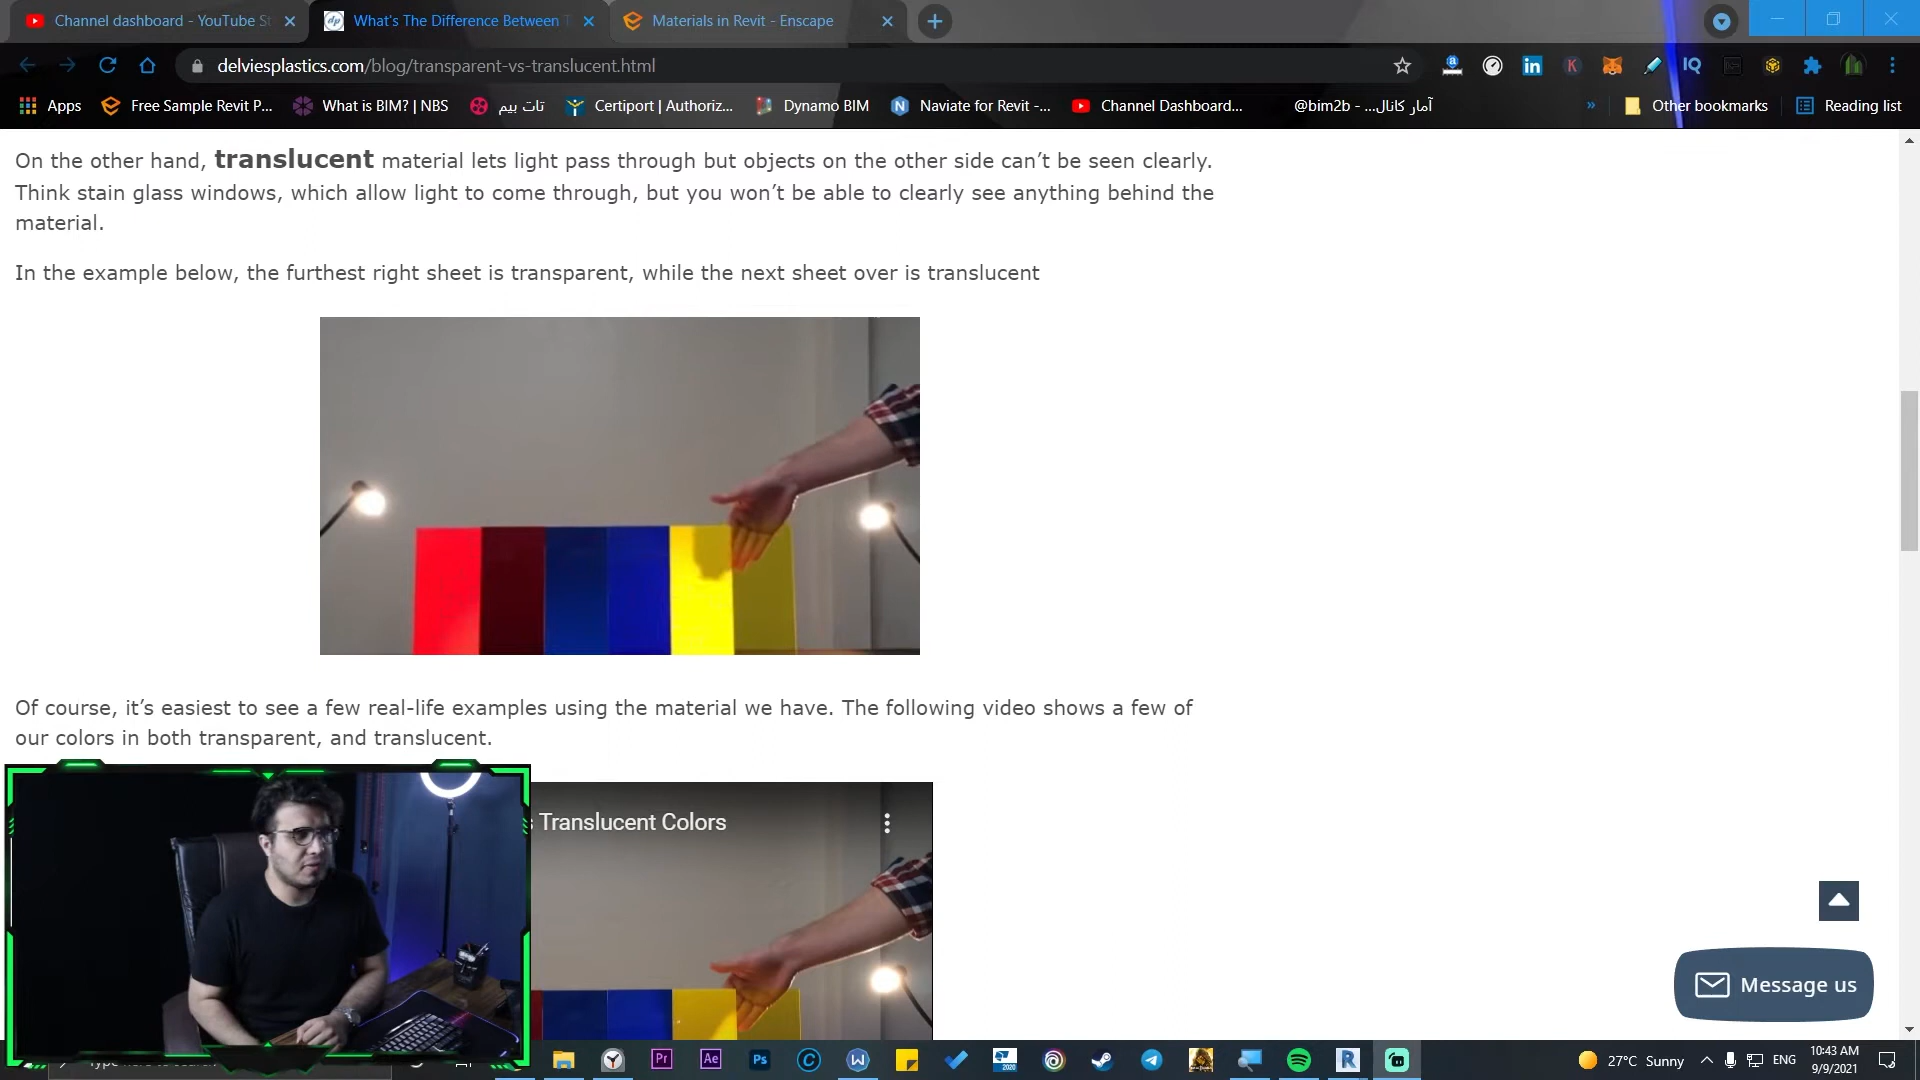 Channel dashboard - YouTube St
What's The Difference Between T
Materials in Revit - Enscape
delviesplastics.com/blog/transparent-vs-translucent.html
IQ
K
Apps
Free Sample Revit P...
What is BIM? | NBS
تات بیم
Certiport | Authoriz...
Dynamo BIM
Naviate for Revit -...
Channel Dashboard...
@bim2b - ...آمار کانال
»
Other bookmarks
Reading list
On the other hand, translucent material lets light pass through but objects on the other side can’t be seen clearly.
Think stain glass windows, which allow light to come through, but you won’t be able to clearly see anything behind the
material.
In the example below, the furthest right sheet is transparent, while the next sheet over is translucent
Of course, it’s easiest to see a few real-life examples using the material we have. The following video shows a few of
our colors in both transparent, and translucent.
Translucent Colors
Message us
Pr
Ae
Ps
2020
R
27°C Sunny
ENG
10:43 AM
9/9/2021